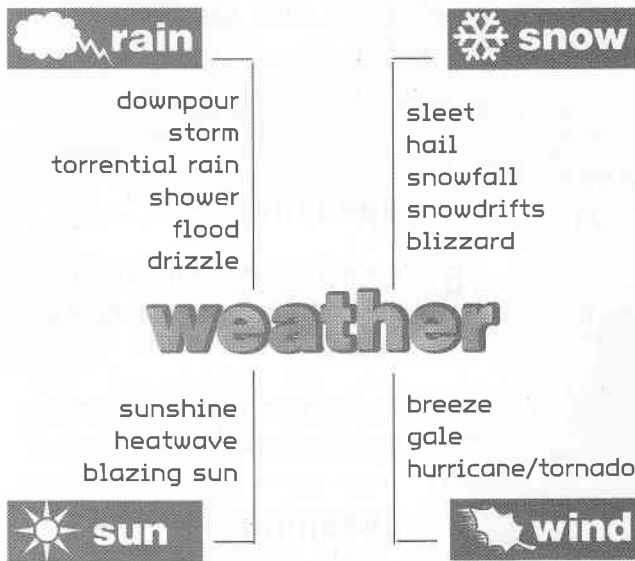 rain
downpour
storm
torrential rain
shower
flood
drizzle
snow
sleet
hail
snowfall
snowdrifts
blizzard
weather
sunshine
heatwave
blazing sun
sun
breeze
gale
hurricane/tornado
wind